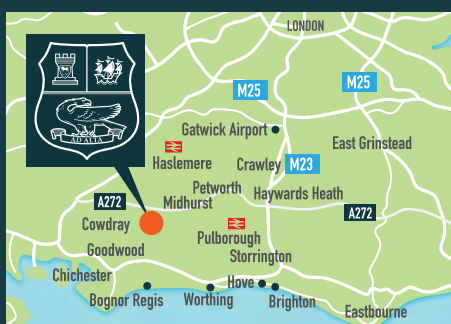 LONDON
M25
M25
Gatwick Airport
East Grinstead
AD ALTA
Haslemere
Crawley
M23
Petworth
Haywards Heath
A272
Midhurst
A272
Cowdray
Pulborough
Goodwood
Storrington
Chichester
Hove
Bognor Regis
Worthing
Brighton
Eastbourne